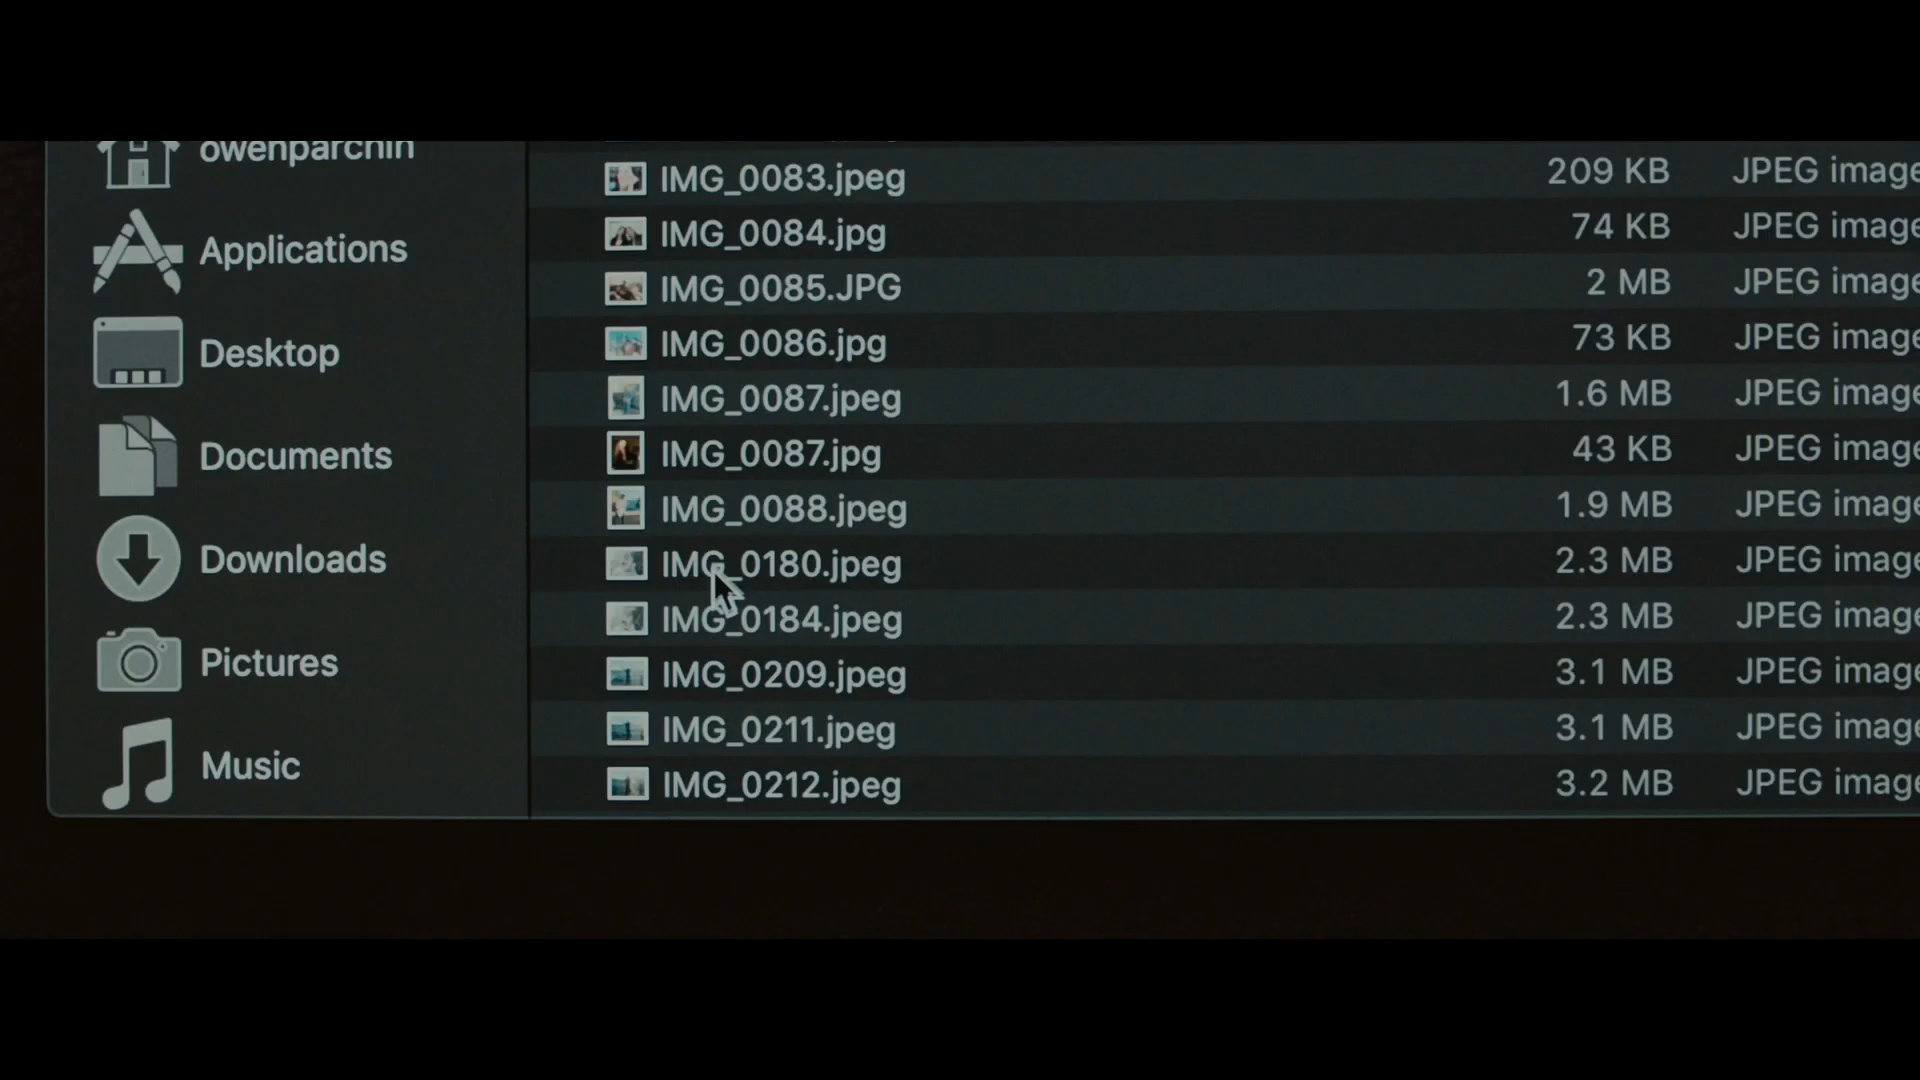 owenparchin
Applications
Desktop
Documents
Downloads
Pictures
Music
IMG_0083.jpeg 209 KB JPEG image
IMG_0084.jpg 74 KB JPEG image
IMG_0085.JPG 2 MB JPEG image
IMG_0086.jpg 73 KB JPEG image
IMG_0087.jpeg 1.6 MB JPEG image
IMG_0087.jpg 43 KB JPEG image
IMG_0088.jpeg 1.9 MB JPEG image
IMG_0180.jpeg 2.3 MB JPEG image
IMG_0184.jpeg 2.3 MB JPEG image
IMG_0209.jpeg 3.1 MB JPEG image
IMG_0211.jpeg 3.1 MB JPEG image
IMG_0212.jpeg 3.2 MB JPEG image